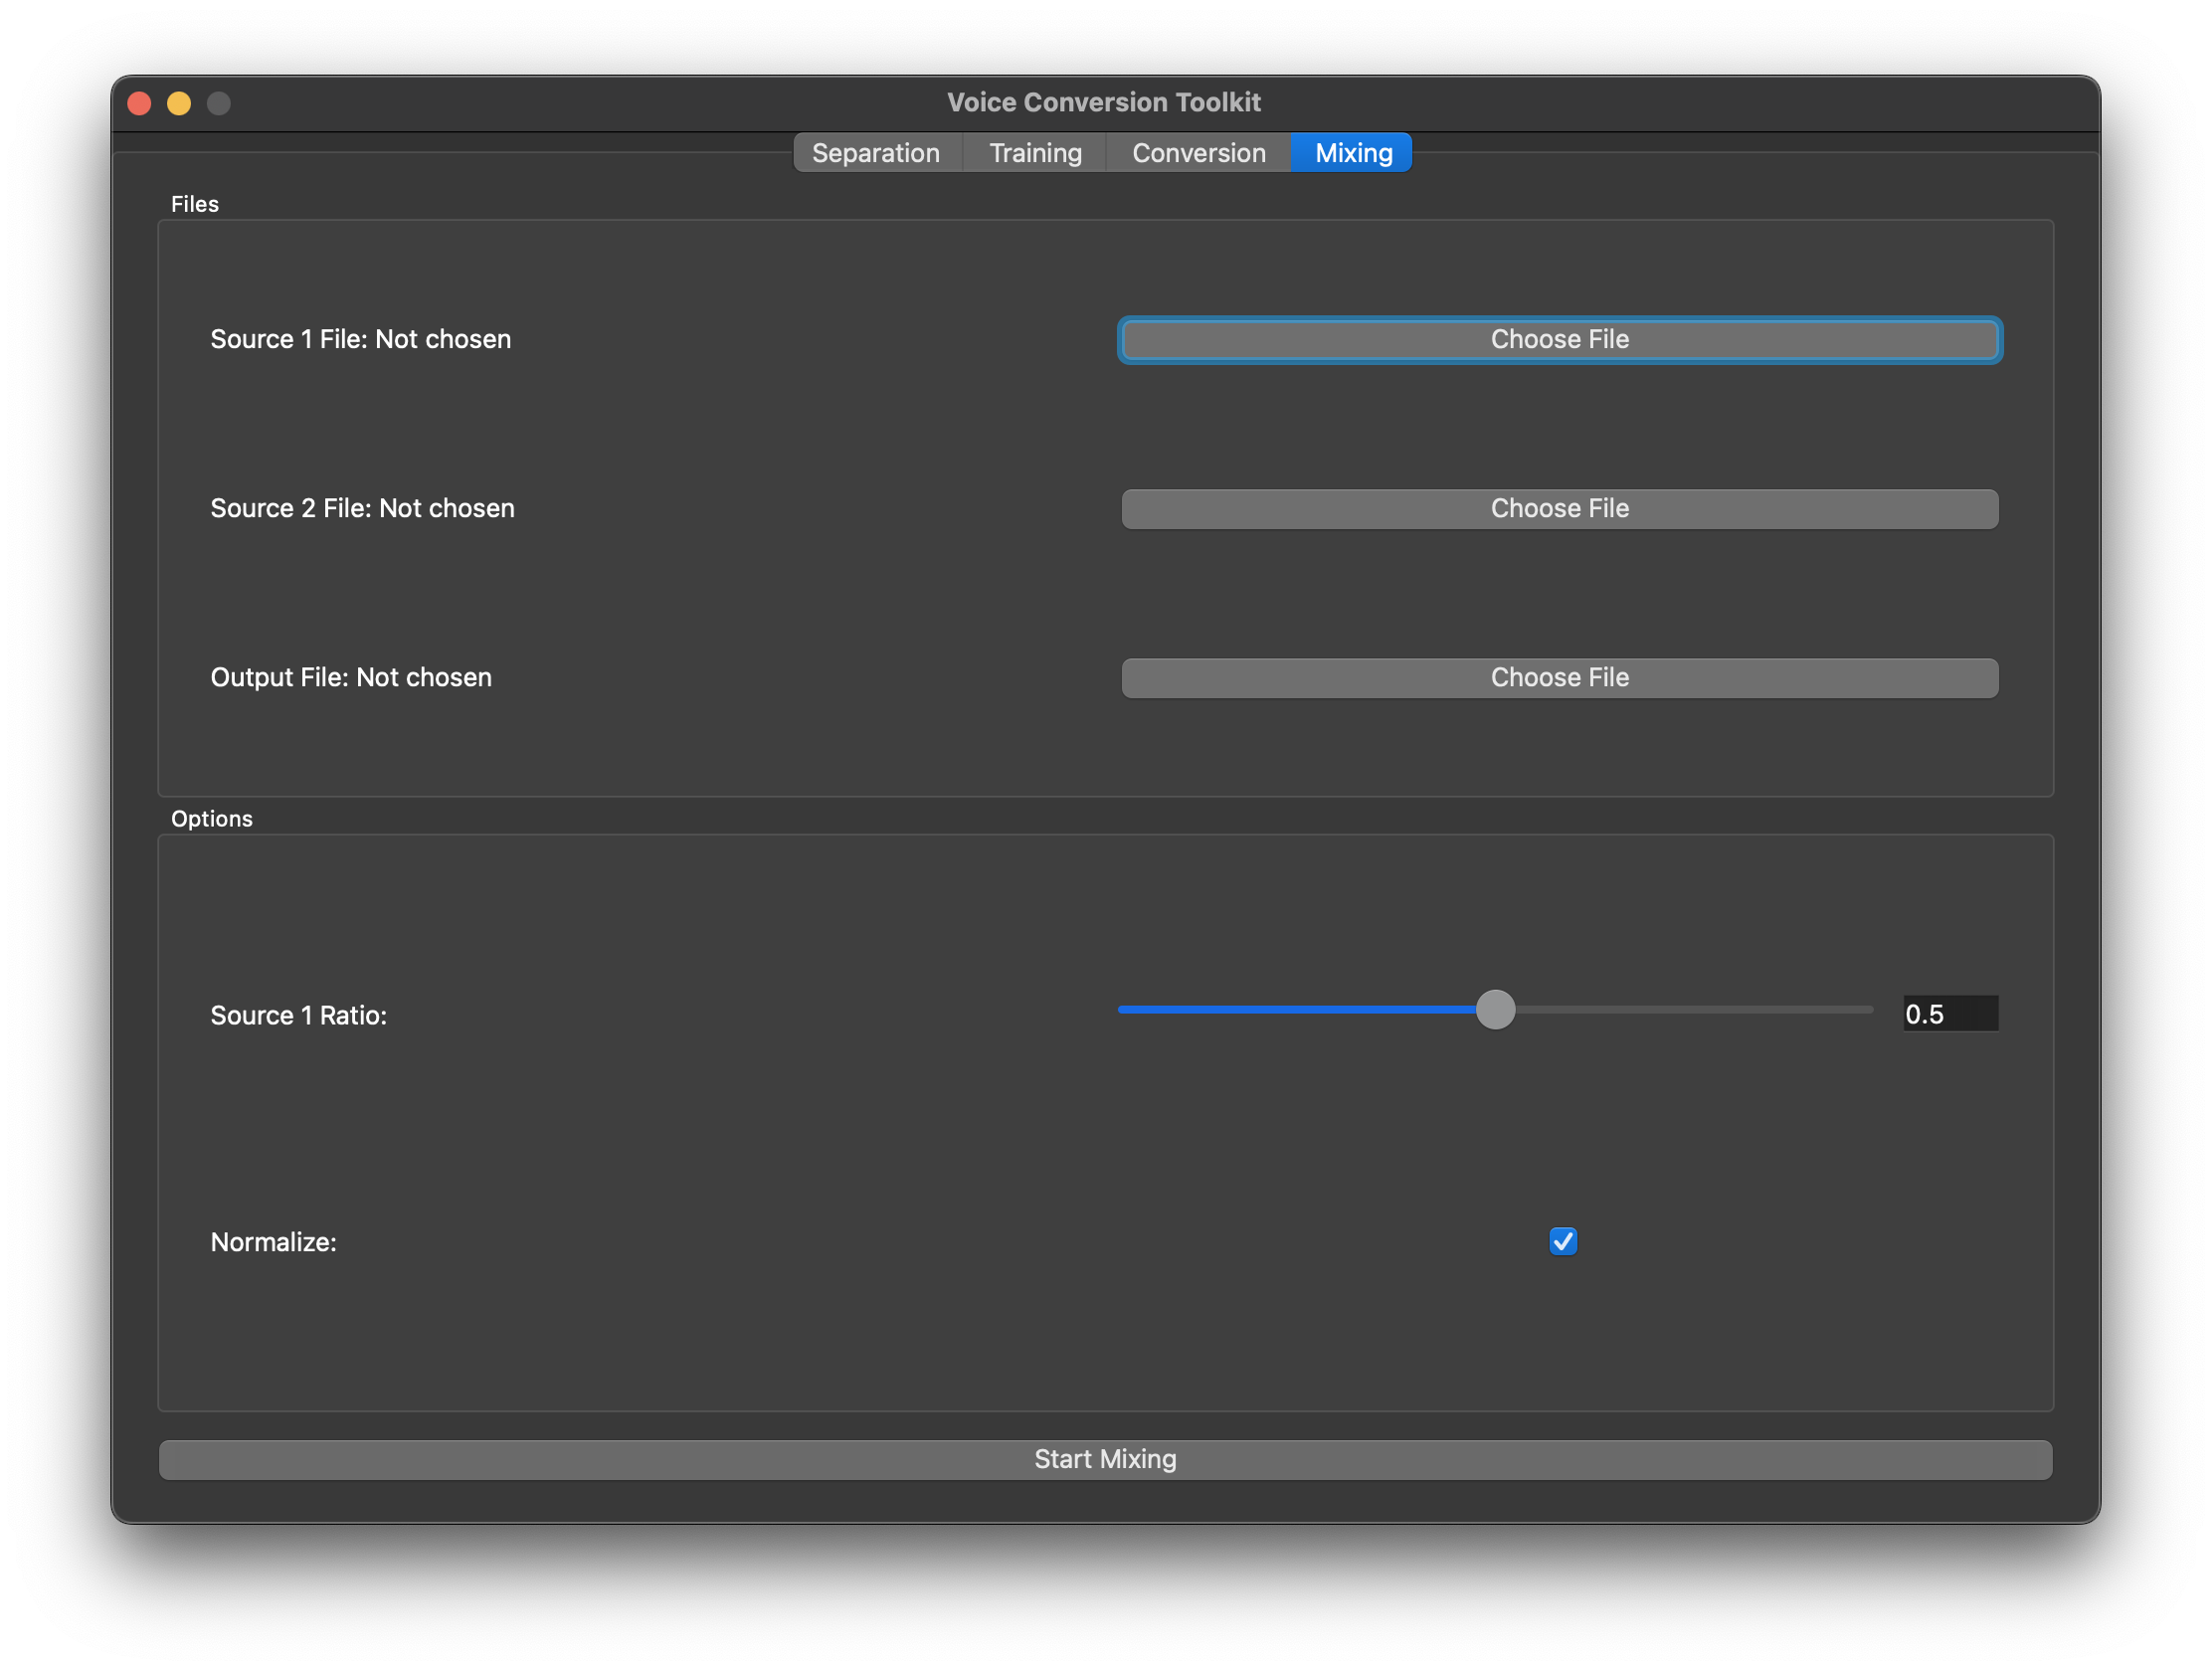 Voice Conversion Toolkit
Separation Training Conversion Mixing
Files
Source 1 File: Not chosen Choose File
Source 2 File: Not chosen Choose File
Output File: Not chosen Choose File
Options
Source 1 Ratio: 0.5
Normalize:
Start Mixing